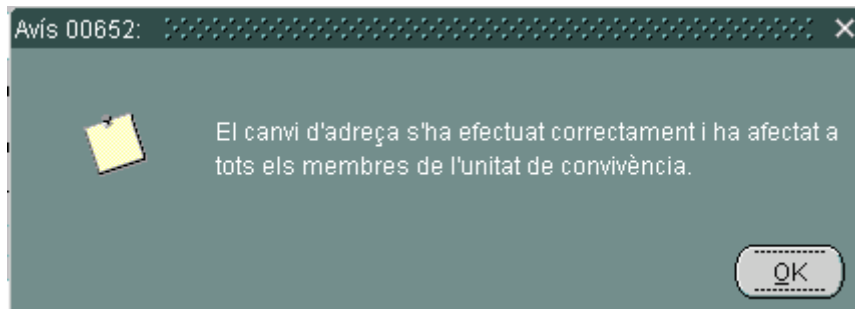 Avís 00652:
El canvi d'adreça s'ha efectuat correctament i ha afectat a
tots els membres de l'unitat de convivència.
OK